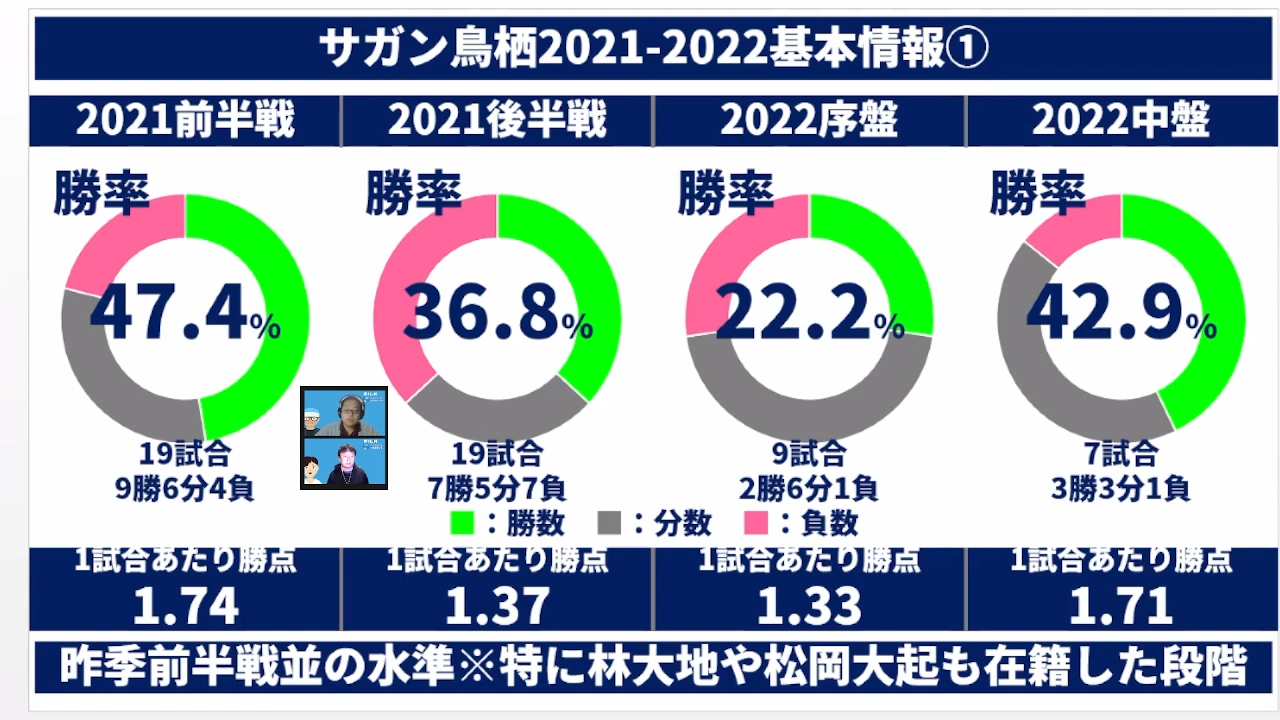 サガン鳥栖2021-2022基本情報①
2021前半戦
2021後半戦
2022序盤
2022中盤
勝率
勝率
勝率
勝率
47.4%
36.8%
22.2%
42.9%
19試合
9勝6分4負
19試合
7勝5分7負
9試合
2勝6分1負
7試合
3勝3分1負
：勝数 ：分数 ：負数
1試合あたり勝点
1.74
1試合あたり勝点
1.37
1試合あたり勝点
1.33
1試合あたり勝点
1.71
昨季前半戦並の水準※特に林大地や松岡大起も在籍した段階